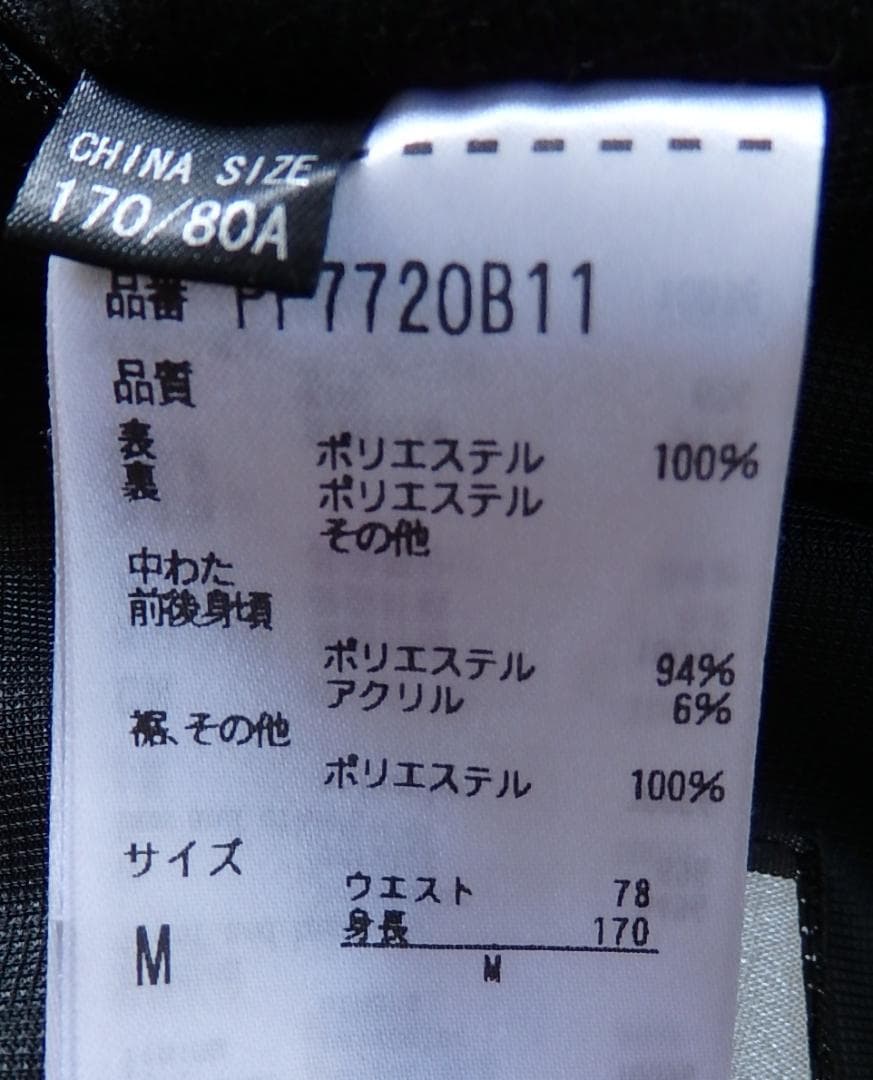 CHINA SIZE
170/80A
品番 PF7720B11
品質
表 ポリエステル 100%
裏 ポリエステル
その他
中わた
前後身頃
ポリエステル 94%
アクリル 6%
裾、その他
ポリエステル 100%
サイズ
ウエスト 78
身長 170
M
M